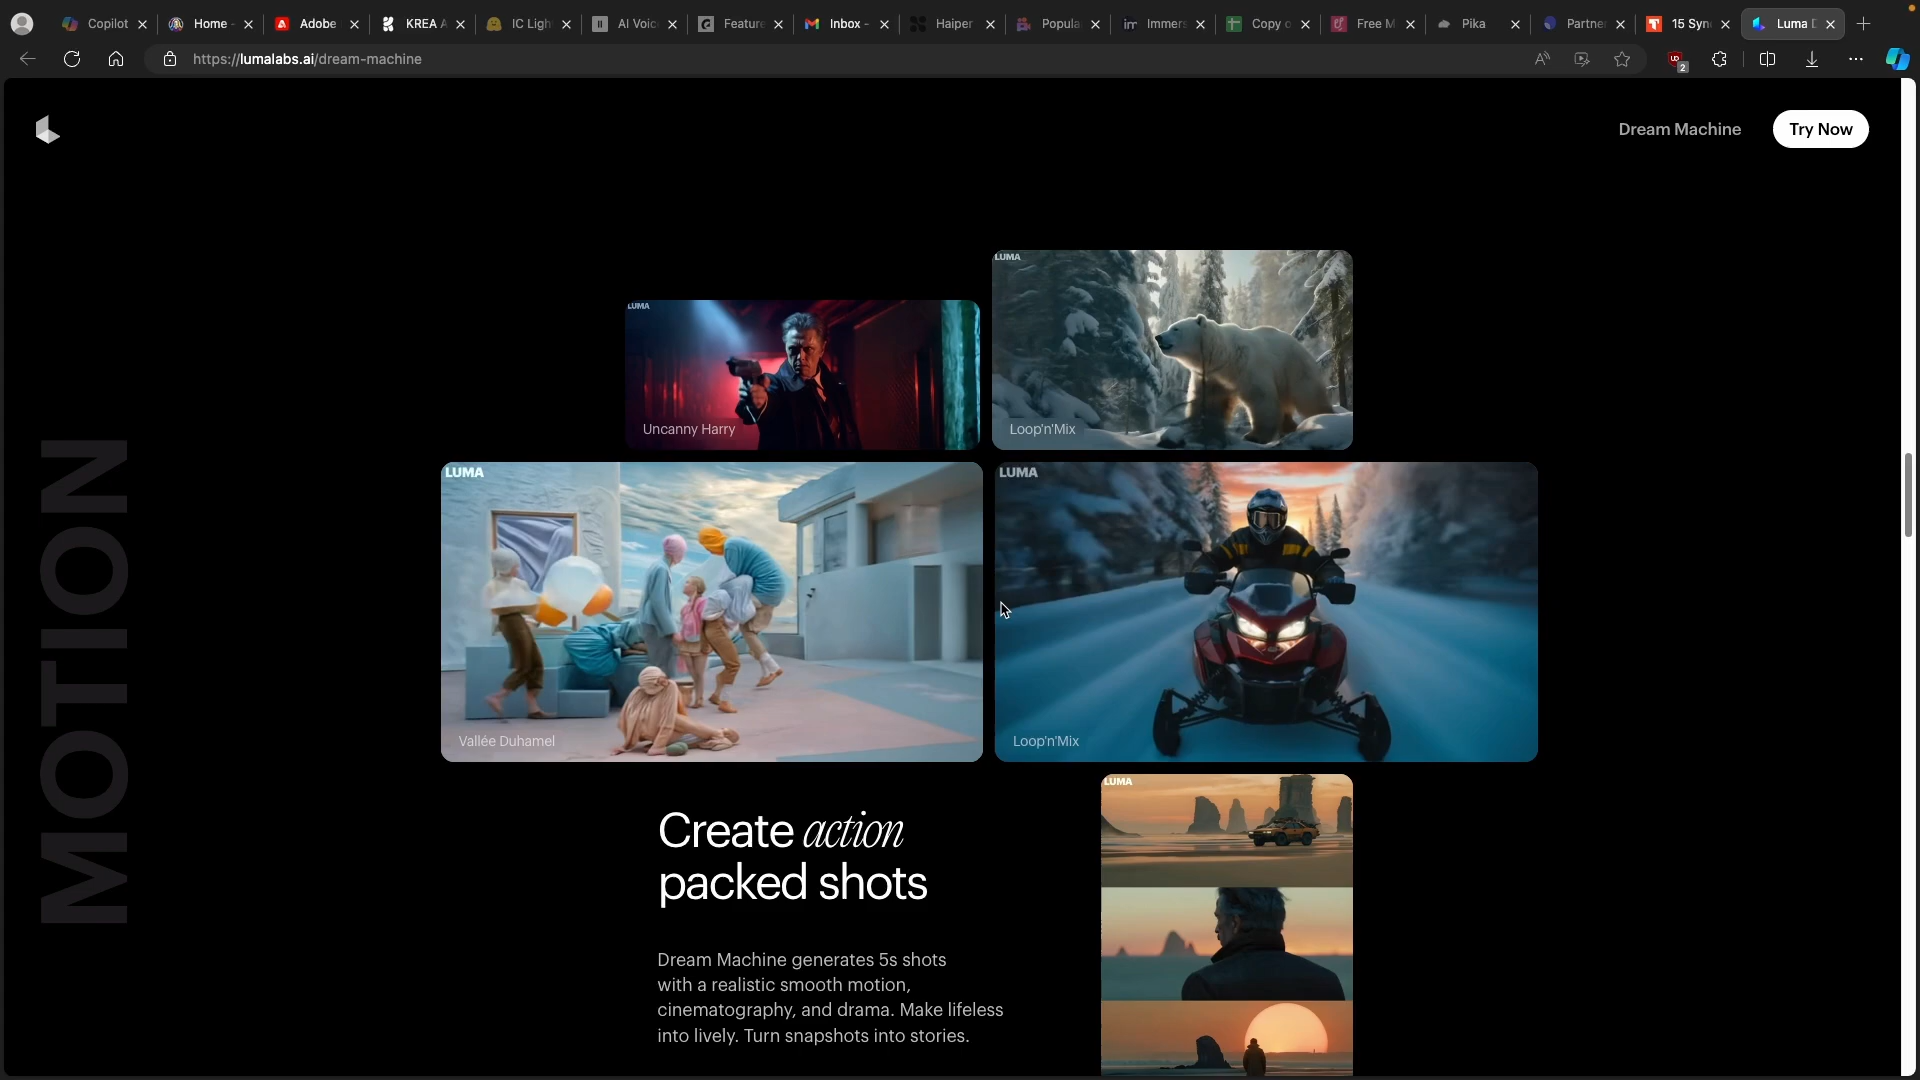 Copilot
Home -
Adobe
KREA A
IC Ligh
AI Voic
Feature
Inbox -
Haiper
Popula
Immers
Copy o
Free M
Pika
Partne
15 Syn
Luma D
https://lumalabs.ai/dream-machine
2
Dream Machine
Try Now
LUMA
LUMA
Uncanny Harry
Loop'n'Mix
LUMA
LUMA
MOTION
Vallée Duhamel
Loop'n'Mix
LUMA
Create action
packed shots
Dream Machine generates 5s shots
with a realistic smooth motion,
cinematography, and drama. Make lifeless
into lively. Turn snapshots into stories.